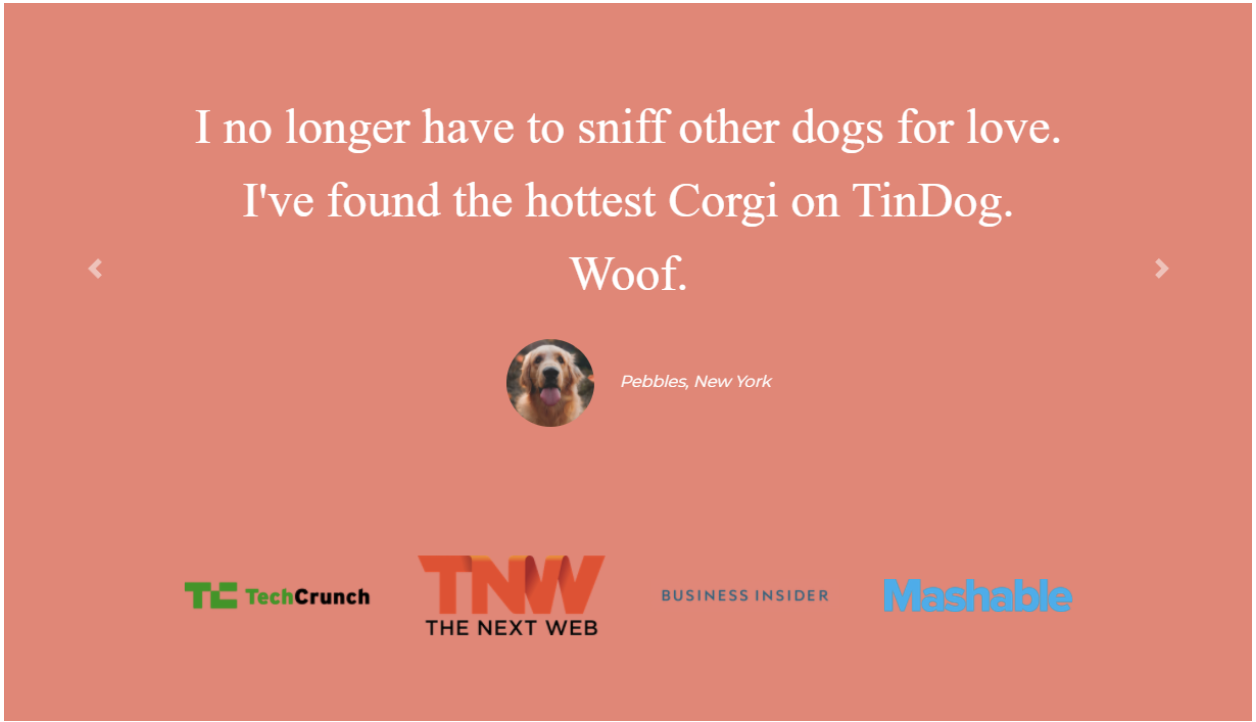 I no longer have to sniff other dogs for love.
I've found the hottest Corgi on TinDog.
Woof.
Pebbles, New York
TC TechCrunch
TNW
THE NEXT WEB
BUSINESS INSIDER
Mashable